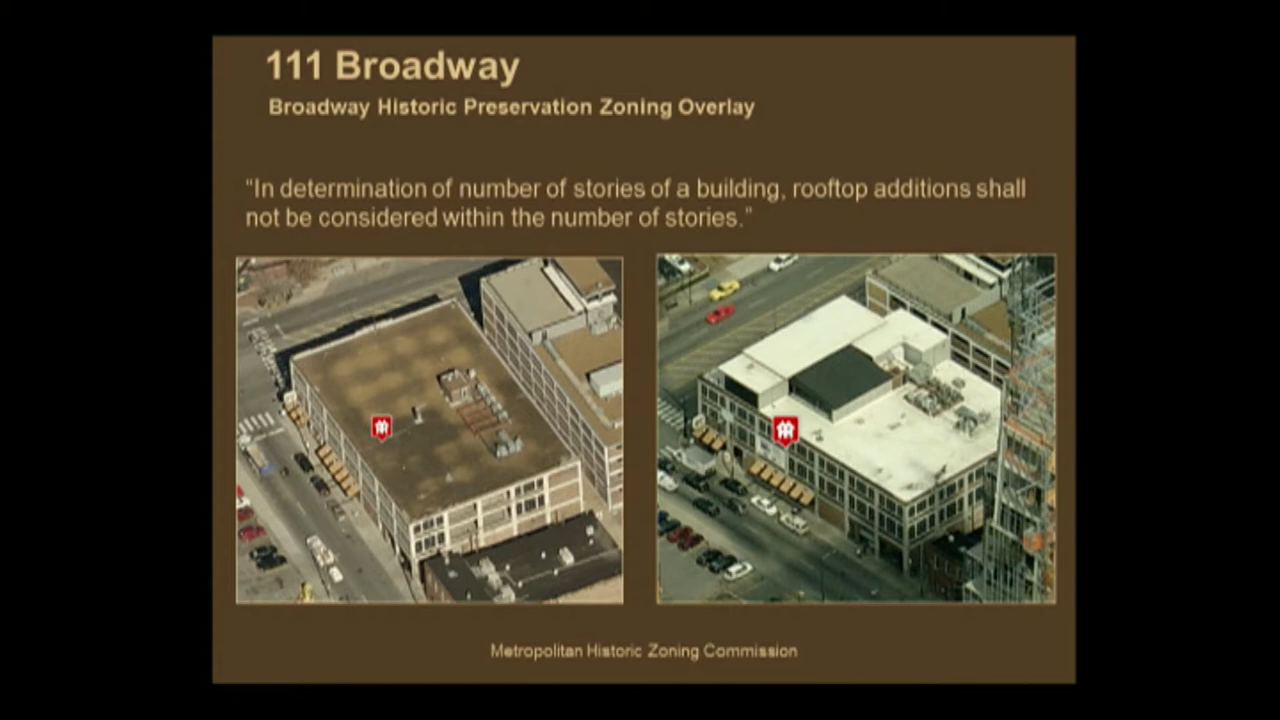 111 Broadway
Broadway Historic Preservation Zoning Overlay
“In determination of number of stories of a building, rooftop additions shall
not be considered within the number of stories.”
Metropolitan Historic Zoning Commission